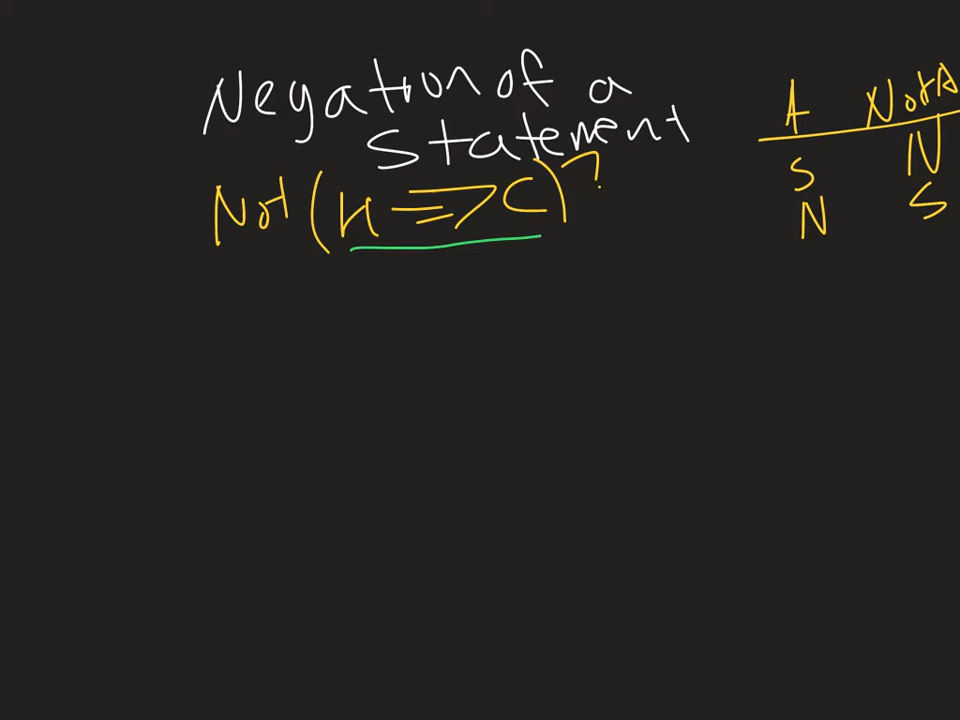 Negation of a
statement
Not (H => C)?
A Not A
S N
N S